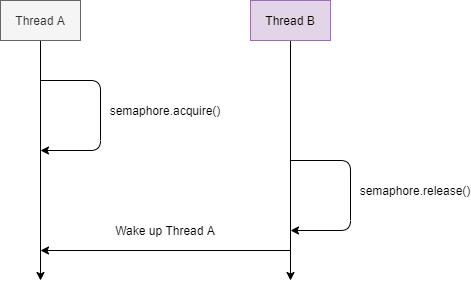 Thread A
Thread B
semaphore.acquire()
semaphore.release()
Wake up Thread A